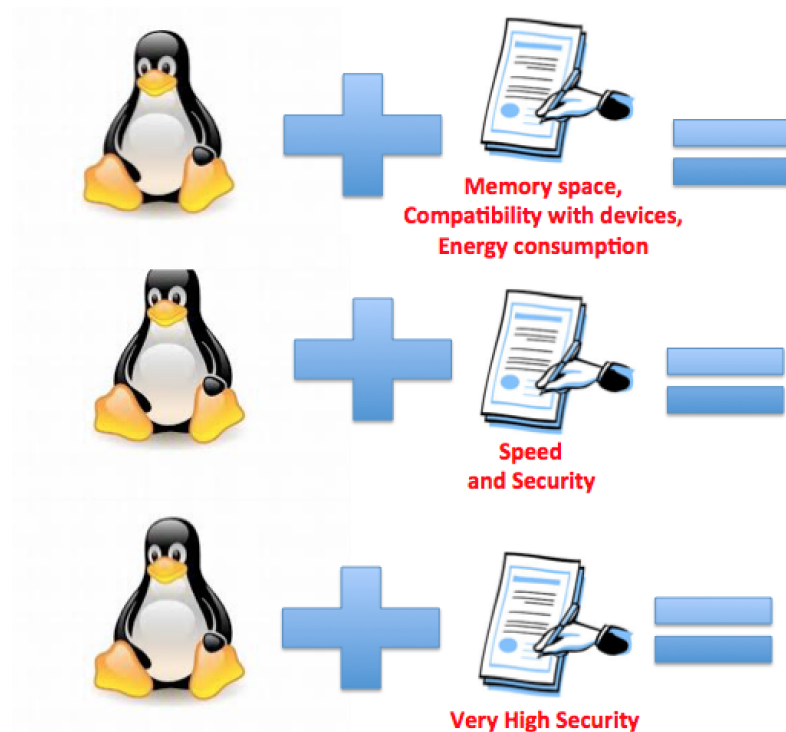 Memory space,
Compatibility with devices,
Energy consumption
Speed
and Security
Very High Security